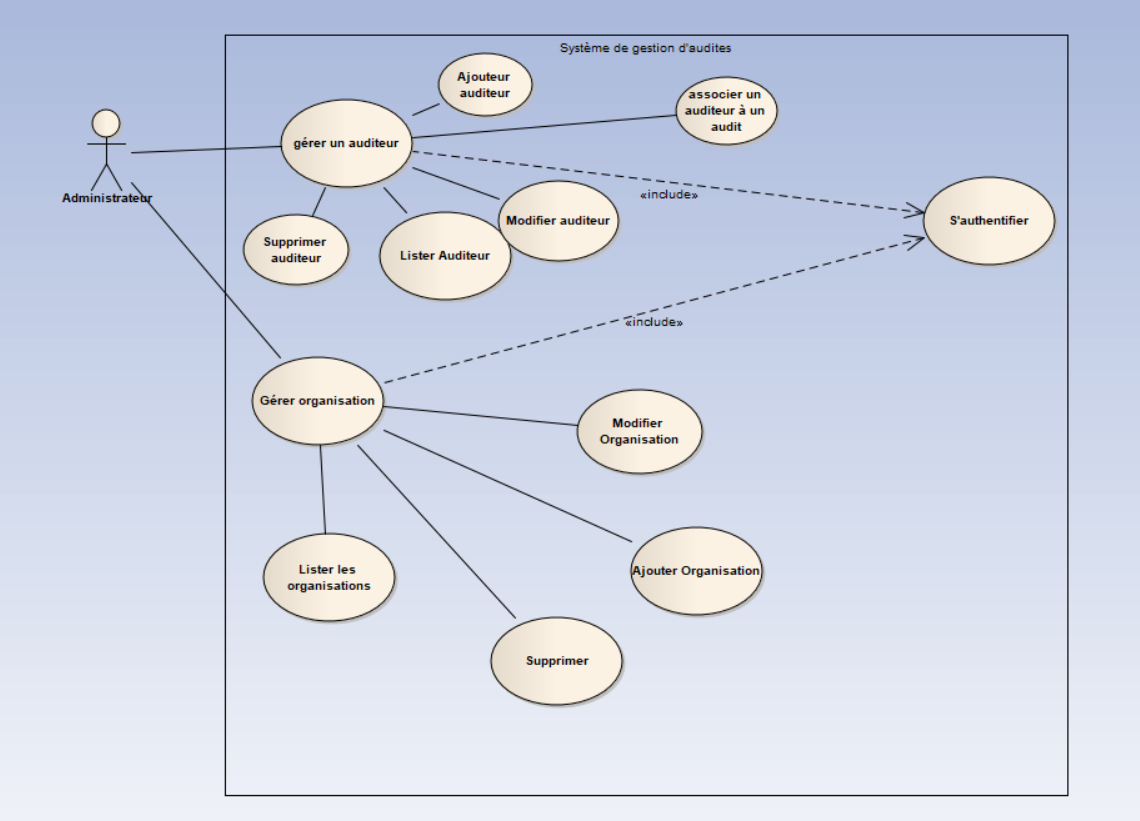 Système de gestion d'audites
Ajouteur
auditeur
associer un
auditeur à un
audit
gérer un auditeur
«include»
Administrateur
Modifier auditeur
S'authentifier
Supprimer
auditeur
Lister Auditeur
«include»
Gérer organisation
Modifier
Organisation
Lister les
organisations
Ajouter Organisation
Supprimer